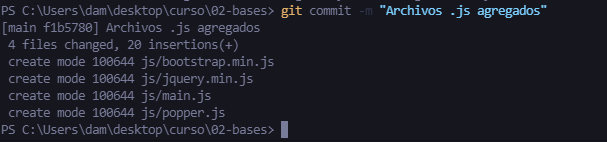 PS C:\Users\dam\desktop\curso\02-bases> git commit -m "Archivos .js agregados"
[main f1b5780] Archivos .js agregados
 4 files changed, 20 insertions(+)
 create mode 100644 js/bootstrap.min.js
 create mode 100644 js/jquery.min.js
 create mode 100644 js/main.js
 create mode 100644 js/popper.js
PS C:\Users\dam\desktop\curso\02-bases>